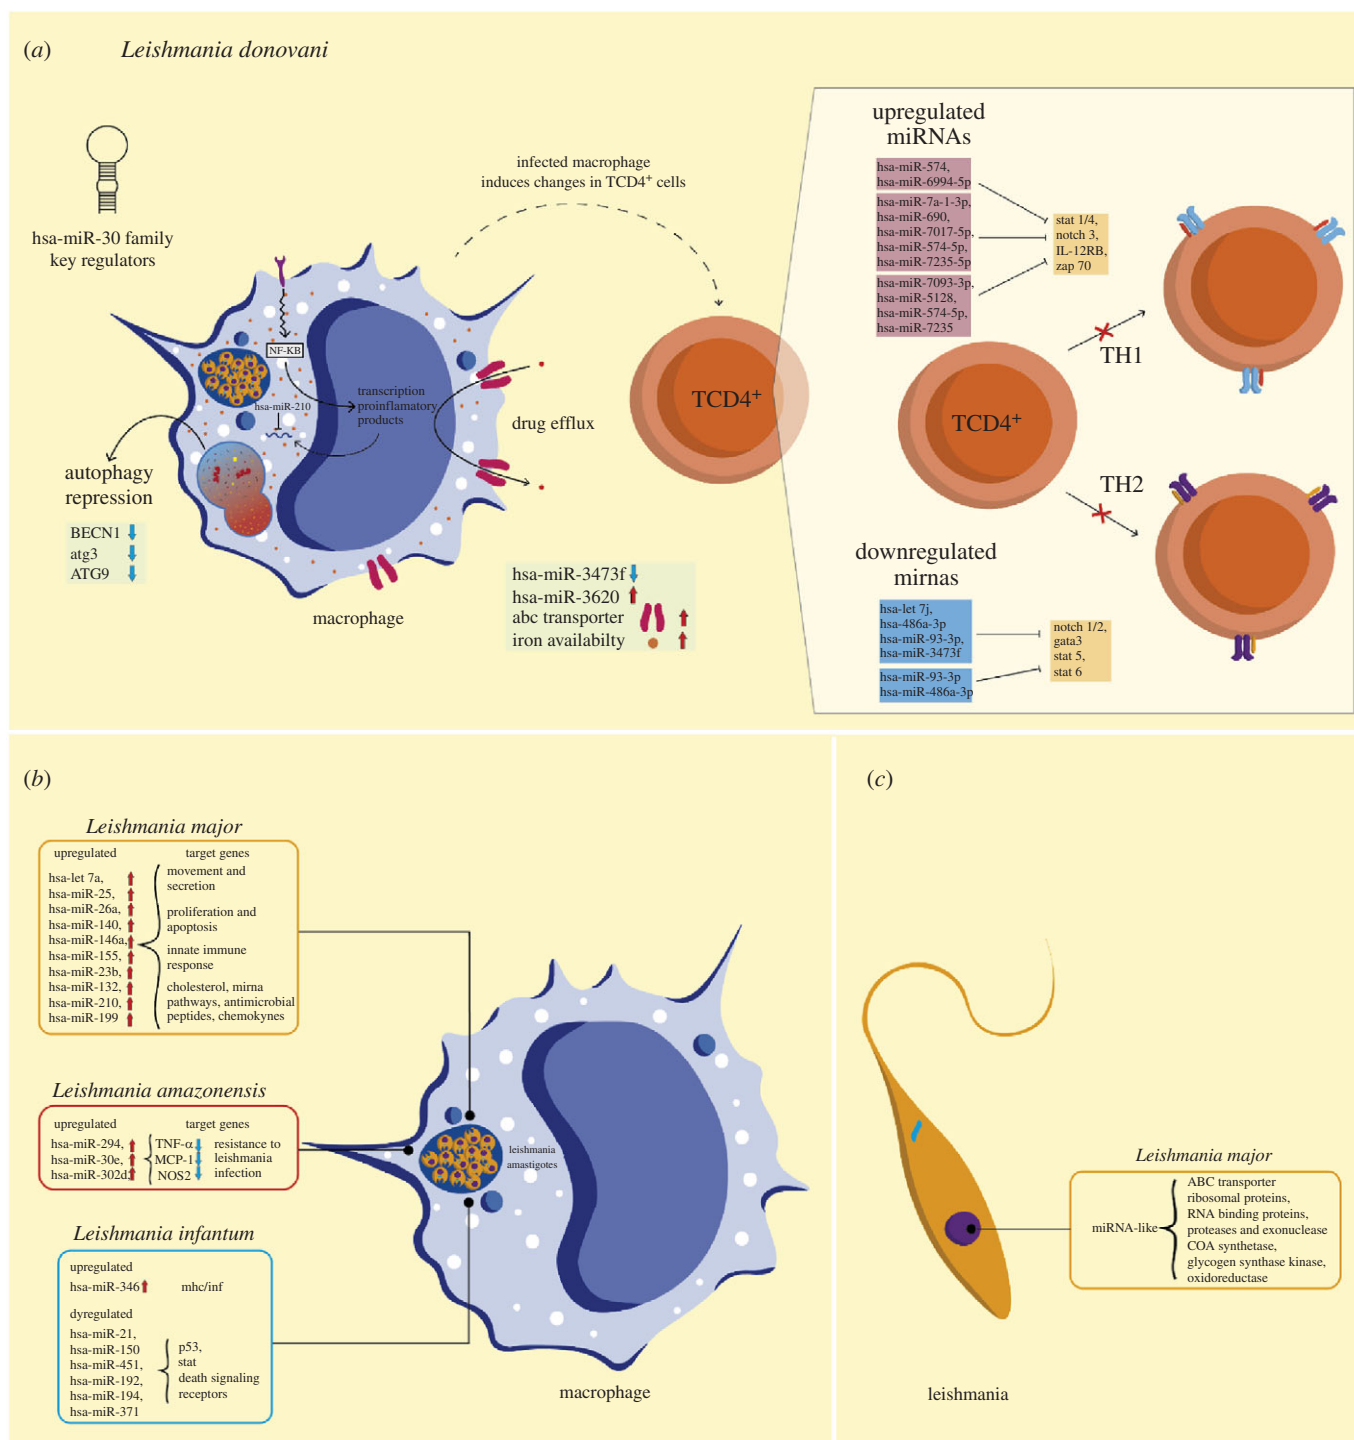 (a) Leishmania donovani
hsa-miR-30 family
key regulators
infected macrophage
induces changes in TCD4⁺ cells
NF-KB
hsa-miR-210
transcription
proinflamatory
products
drug efflux
autophagy
repression
BECN1
atg3
ATG9
macrophage
hsa-miR-3473f
hsa-miR-3620
abc transporter
iron availabilty
TCD4⁺
upregulated
miRNAs
hsa-miR-574,
hsa-miR-6994-5p
hsa-miR-7a-1-3p,
hsa-miR-690,
hsa-miR-7017-5p,
hsa-miR-574-5p,
hsa-miR-7235-5p
hsa-miR-7093-3p,
hsa-miR-5128,
hsa-miR-574-5p,
hsa-miR-7235
stat 1/4,
notch 3,
IL-12RB,
zap 70
TH1
TCD4⁺
TH2
downregulated
mirnas
hsa-let 7j,
hsa-486a-3p
hsa-miR-93-3p,
hsa-miR-3473f
hsa-miR-93-3p
hsa-miR-486a-3p
notch 1/2,
gata3
stat 5,
stat 6
(b)
Leishmania major
upregulated target genes
hsa-let 7a,
hsa-miR-25,
hsa-miR-26a,
hsa-miR-140,
hsa-miR-146a,
hsa-miR-155,
hsa-miR-23b,
hsa-miR-132,
hsa-miR-210,
hsa-miR-199
movement and
secretion
proliferation and
apoptosis
innate immune
response
cholesterol, mirna
pathways, antimicrobial
peptides, chemokynes
Leishmania amazonensis
upregulated target genes
hsa-miR-294,
hsa-miR-30e,
hsa-miR-302d,
TNF-α
MCP-1
NOS2
resistance to
leishmania
infection
Leishmania infantum
upregulated
hsa-miR-346 mhc/inf
dyregulated
hsa-miR-21,
hsa-miR-150
hsa-miR-451,
hsa-miR-192,
hsa-miR-194,
hsa-miR-371
p53,
stat
death signaling
receptors
leishmania
amastigotes
macrophage
(c)
Leishmania major
miRNA-like
ABC transporter
ribosomal proteins,
RNA binding proteins,
proteases and exonuclease
COA synthetase,
glycogen synthase kinase,
oxidoreductase
leishmania